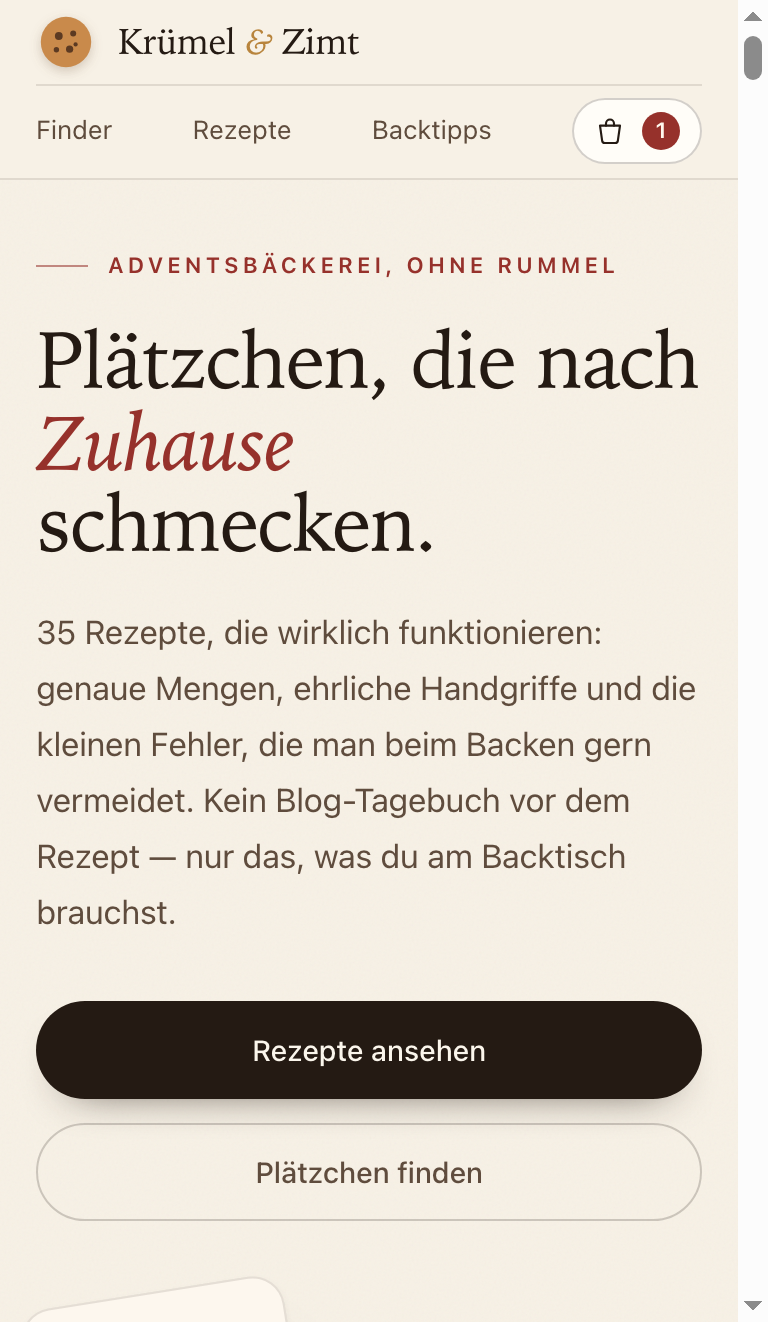 Krümel & Zimt
Finder Rezepte Backtipps 1
ADVENTSBÄCKEREI, OHNE RUMMEL
Plätzchen, die nach
Zuhause
schmecken.
35 Rezepte, die wirklich funktionieren:
genaue Mengen, ehrliche Handgriffe und die
kleinen Fehler, die man beim Backen gern
vermeidet. Kein Blog-Tagebuch vor dem
Rezept — nur das, was du am Backtisch
brauchst.
Rezepte ansehen
Plätzchen finden